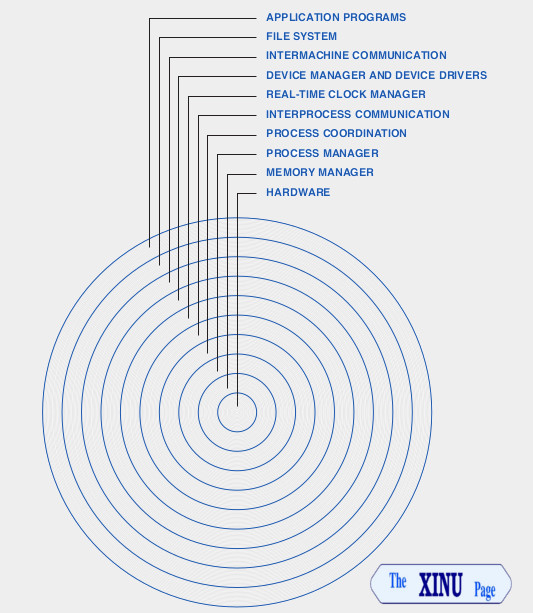 APPLICATION PROGRAMS
FILE SYSTEM
INTERMACHINE COMMUNICATION
DEVICE MANAGER AND DEVICE DRIVERS
REAL-TIME CLOCK MANAGER
INTERPROCESS COMMUNICATION
PROCESS COORDINATION
PROCESS MANAGER
MEMORY MANAGER
HARDWARE
The XINU Page